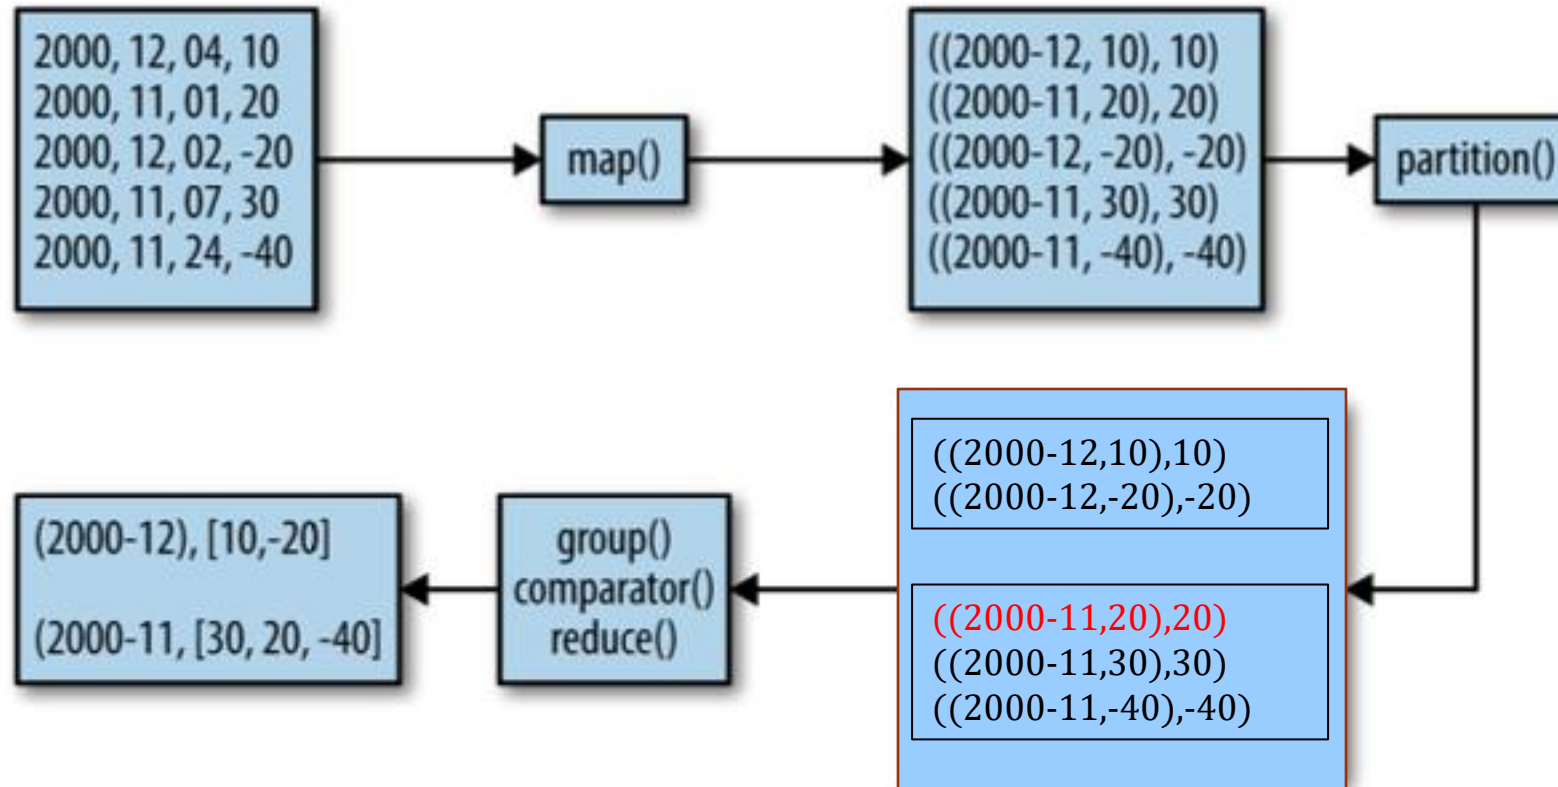 2000, 12, 04, 10
2000, 11, 01, 20
2000, 12, 02, -20
2000, 11, 07, 30
2000, 11, 24, -40
map()
((2000-12, 10), 10)
((2000-11, 20), 20)
((2000-12, -20), -20)
((2000-11, 30), 30)
((2000-11, -40), -40)
partition()
((2000-12,10),10)
((2000-12,-20),-20)
((2000-11,20),20)
((2000-11,30),30)
((2000-11,-40),-40)
group()
comparator()
reduce()
(2000-12), [10,-20]
(2000-11, [30, 20, -40]